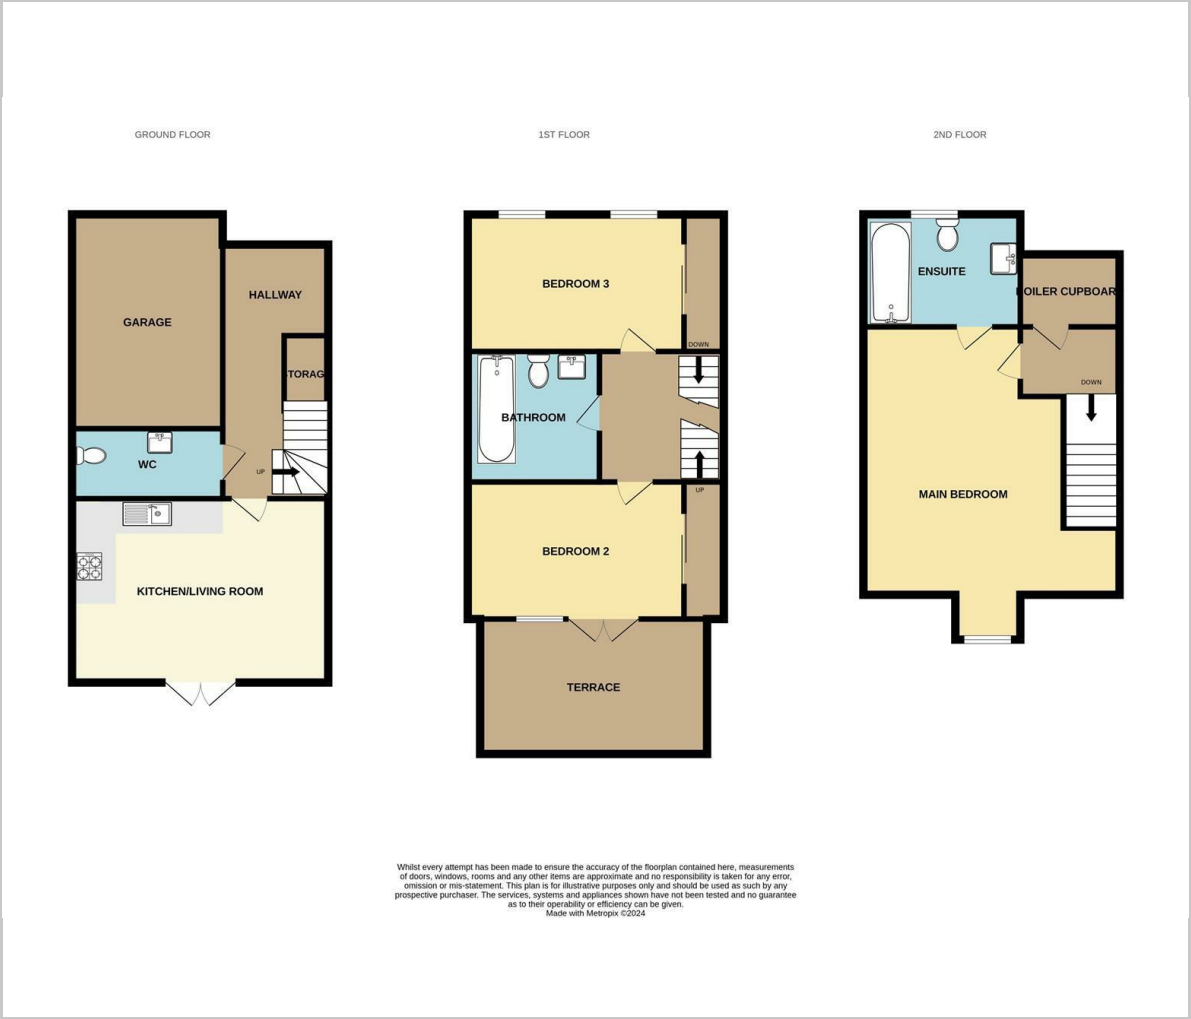 GROUND FLOOR
1ST FLOOR
2ND FLOOR
GARAGE
HALLWAY
TORAG
WC
UP
KITCHEN/LIVING ROOM
BEDROOM 3
DOWN
BATHROOM
UP
BEDROOM 2
TERRACE
ENSUITE
OILER CUPBOAR
DOWN
MAIN BEDROOM
Whilst every attempt has been made to ensure the accuracy of the floorplan contained here, measurements
of doors, windows, rooms and any other items are approximate and no responsibility is taken for any error,
omission or mis-statement. This plan is for illustrative purposes only and should be used as such by any
prospective purchaser. The services, systems and appliances shown have not been tested and no guarantee
as to their operability or efficiency can be given.
Made with Metropix ©2024